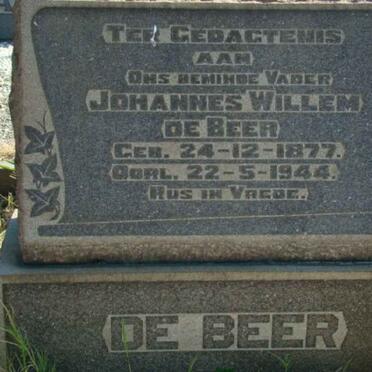 Ter Gedagtenis
aan
Ons beminde Vader
Johannes Willem
de Beer
Geb. 24-12-1877.
Oorl. 22-5-1944.
Rus in Vrede.
DE BEER